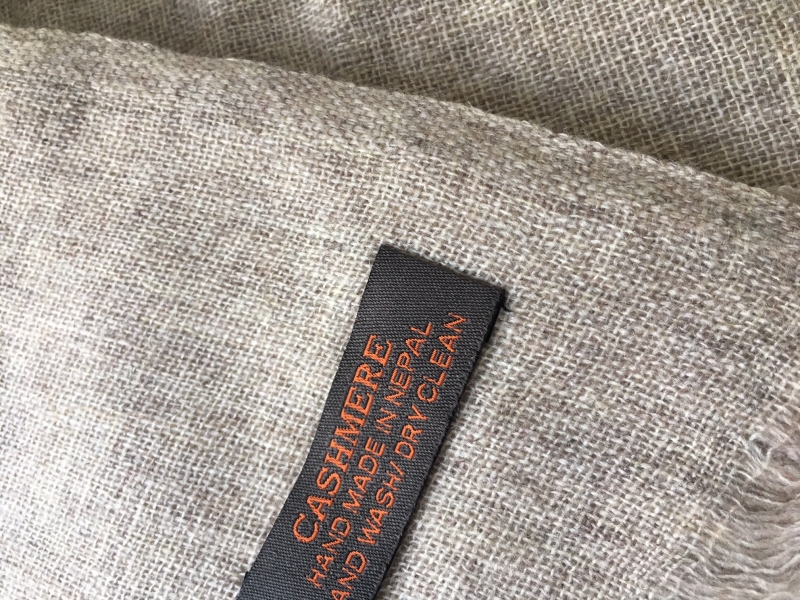 CASHMERE
HAND MADE IN NEPAL
AND WASH/ DRY CLEAN